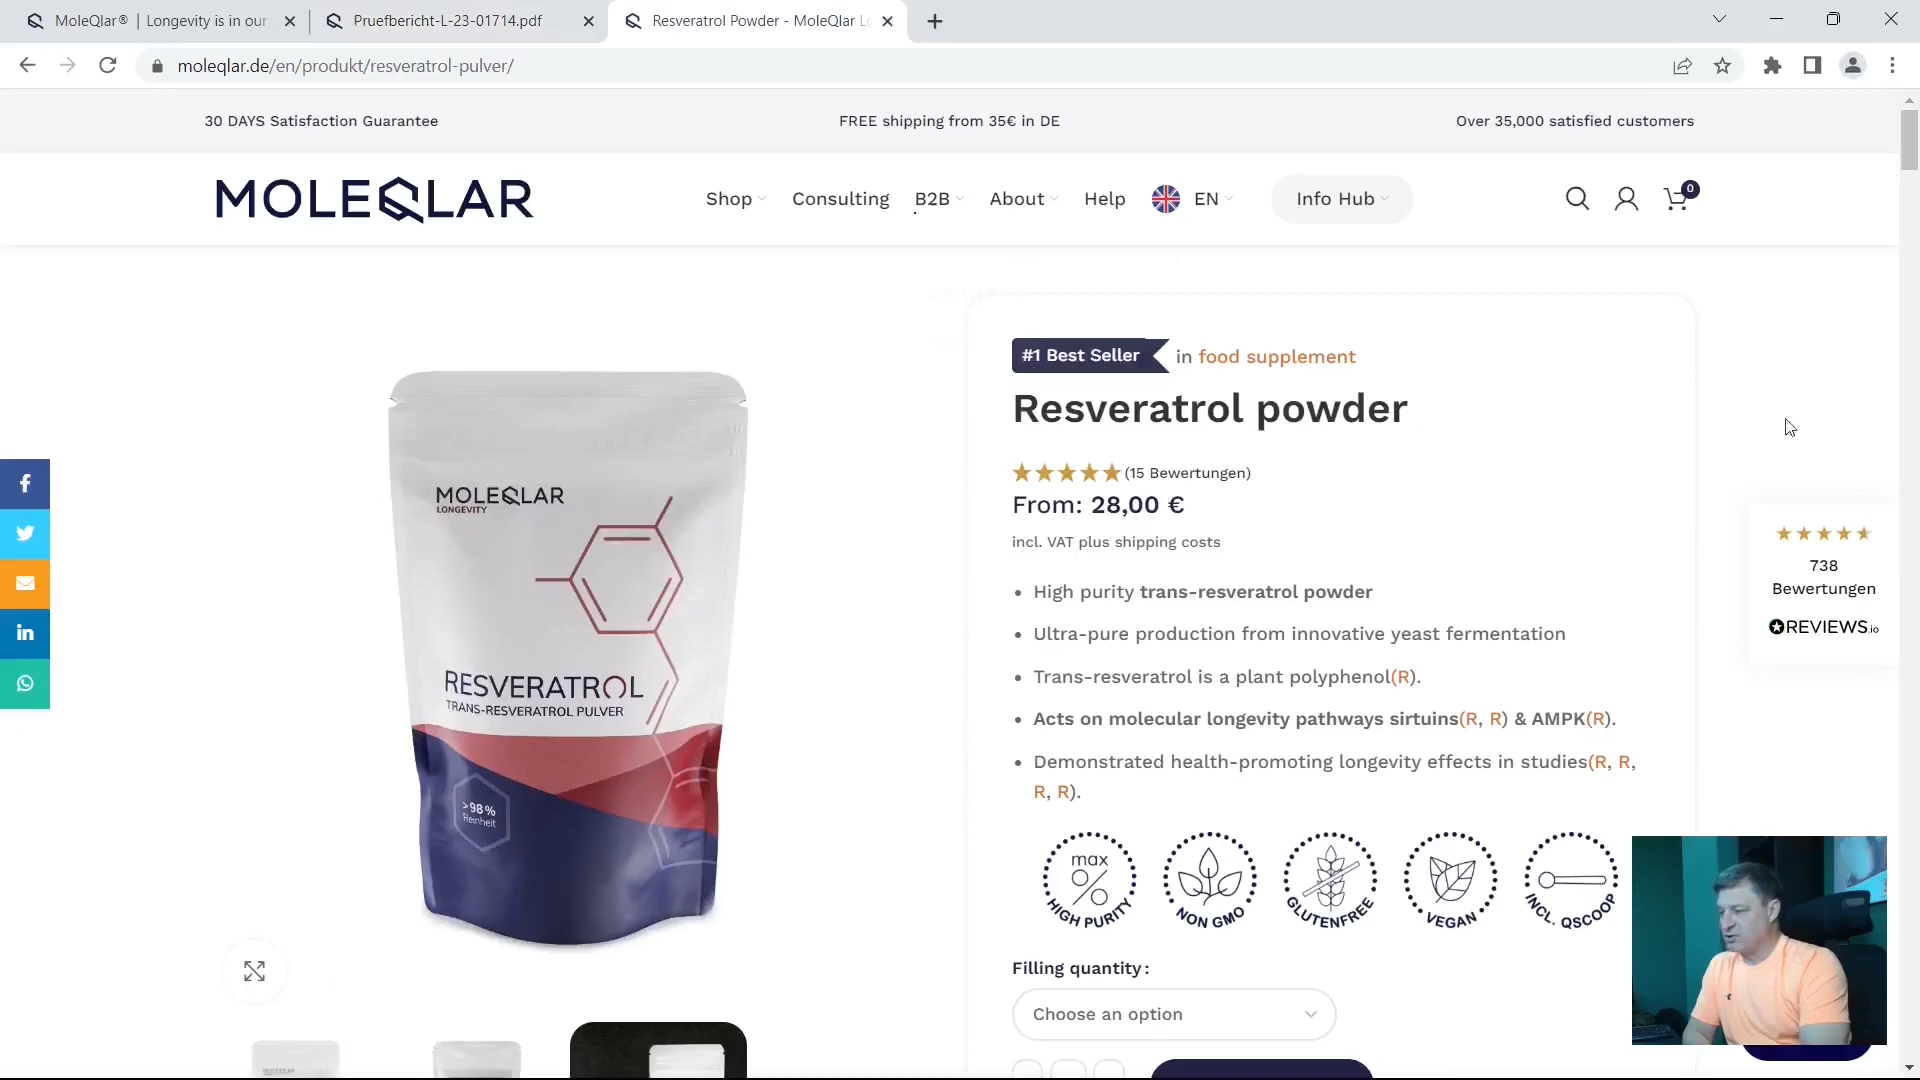 MoleQlar® | Longevity is in our
Pruefbericht-L-23-01714.pdf
Resveratrol Powder - MoleQlar Lo
moleqlar.de/en/produkt/resveratrol-pulver/
30 DAYS Satisfaction Guarantee
FREE shipping from 35€ in DE
Over 35,000 satisfied customers
MOLEQLAR
Shop
Consulting
B2B
About
Help
EN
Info Hub
0
#1 Best Seller in food supplement
Resveratrol powder
(15 Bewertungen)
From: 28,00 €
incl. VAT plus shipping costs
• High purity trans-resveratrol powder
• Ultra-pure production from innovative yeast fermentation
• Trans-resveratrol is a plant polyphenol(R).
• Acts on molecular longevity pathways sirtuins(R, R) & AMPK(R).
• Demonstrated health-promoting longevity effects in studies(R, R,
R, R).
max
HIGH PURITY
NON GMO
GLUTENFREE
VEGAN
INCL. QSCOOP
Filling quantity:
Choose an option
MOLEQLAR
LONGEVITY
RESVERATROL
TRANS-RESVERATROL PULVER
>98%
Reinheit
738
Bewertungen
REVIEWS.io
MOLEQLAR